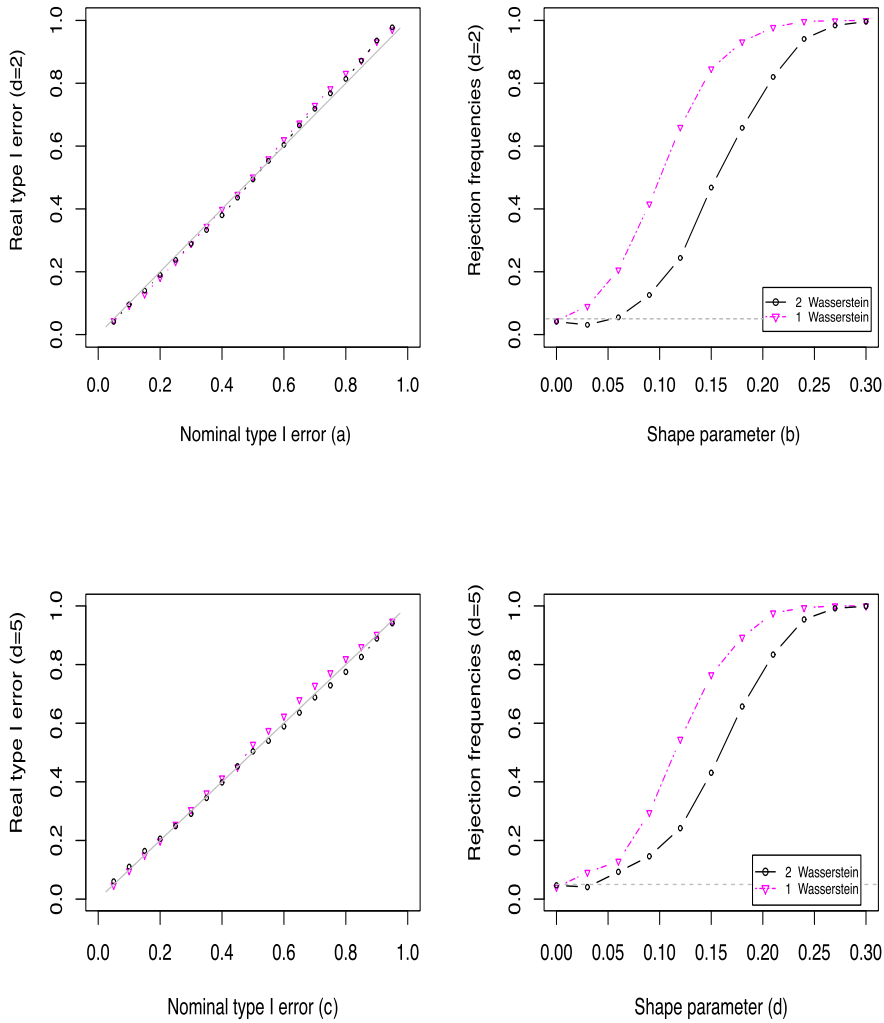 Real type I error (d=2)
1.0
0.8
0.6
0.4
0.2
0.0
0.0 0.2 0.4 0.6 0.8 1.0
Nominal type I error (a)
Rejection frequencies (d=2)
1.0
0.8
0.6
0.4
0.2
0.0
2 Wasserstein
1 Wasserstein
0.00 0.05 0.10 0.15 0.20 0.25 0.30
Shape parameter (b)
Real type I error (d=5)
1.0
0.8
0.6
0.4
0.2
0.0
0.0 0.2 0.4 0.6 0.8 1.0
Nominal type I error (c)
Rejection frequencies (d=5)
1.0
0.8
0.6
0.4
0.2
0.0
2 Wasserstein
1 Wasserstein
0.00 0.05 0.10 0.15 0.20 0.25 0.30
Shape parameter (d)